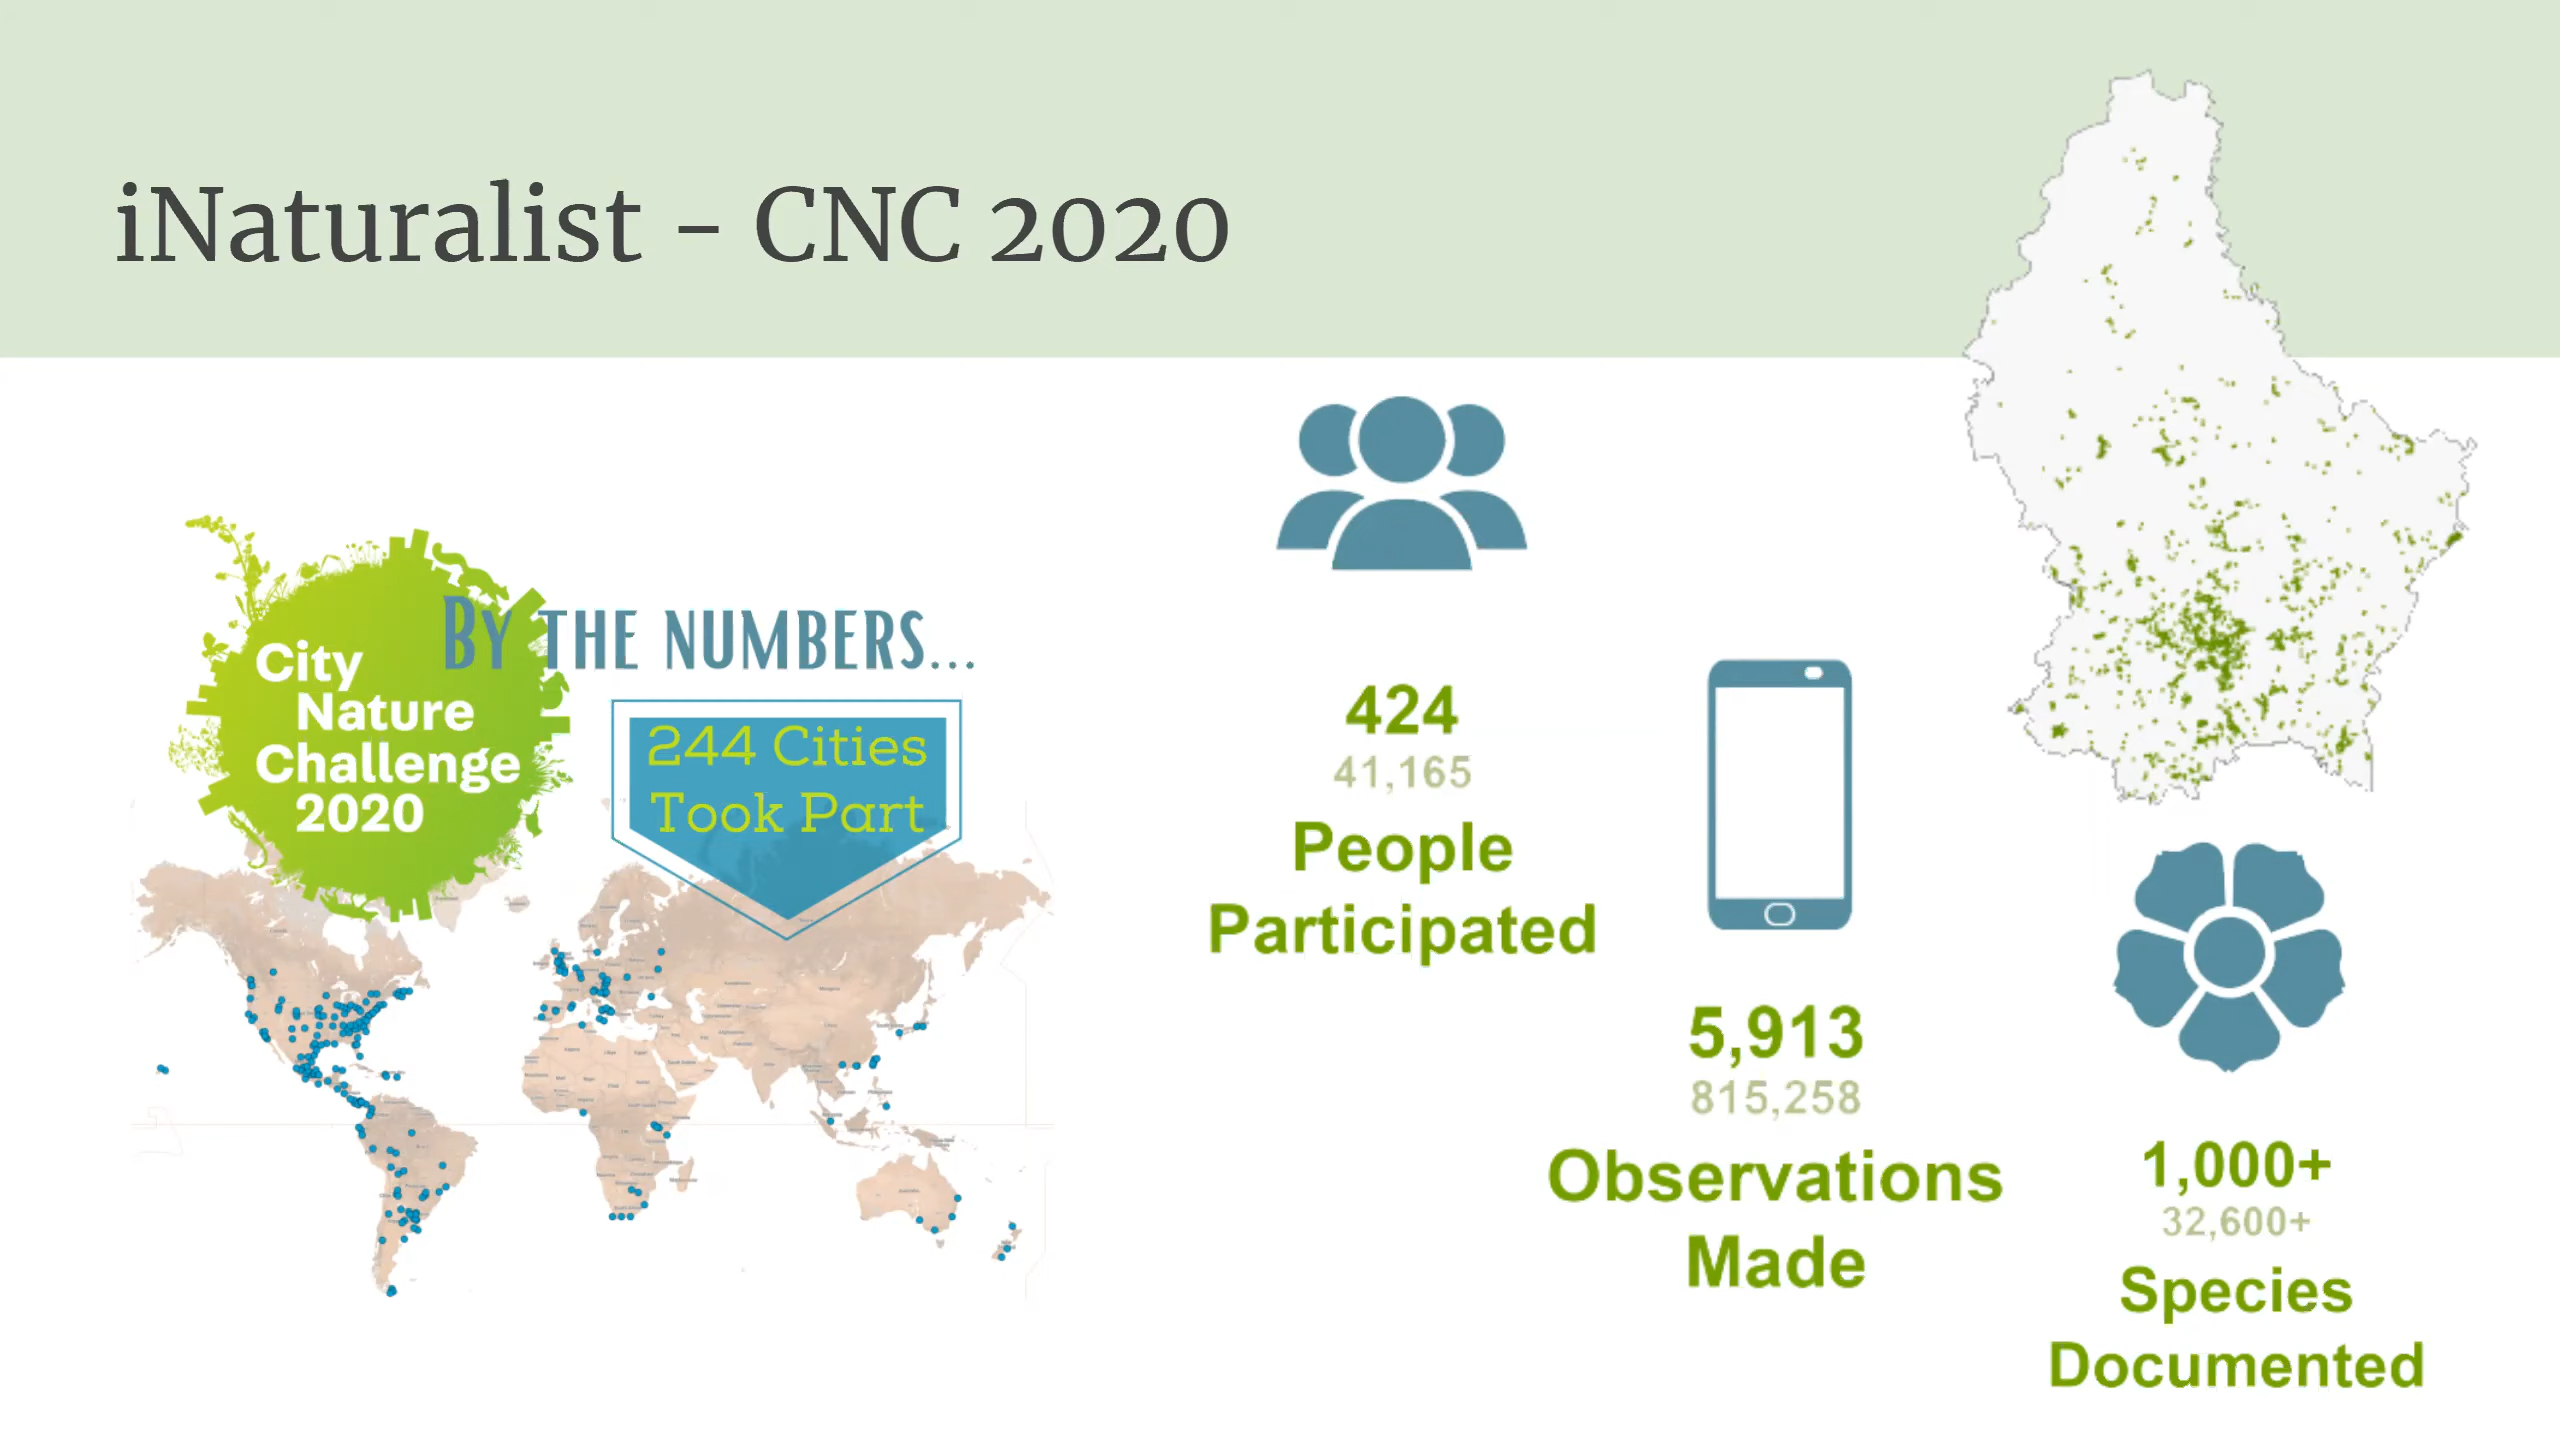 iNaturalist - CNC 2020
City
Nature
Challenge
2020
By the numbers...
244 Cities
Took Part
424
41,165
People
Participated
5,913
815,258
Observations
Made
1,000+
32,600+
Species
Documented